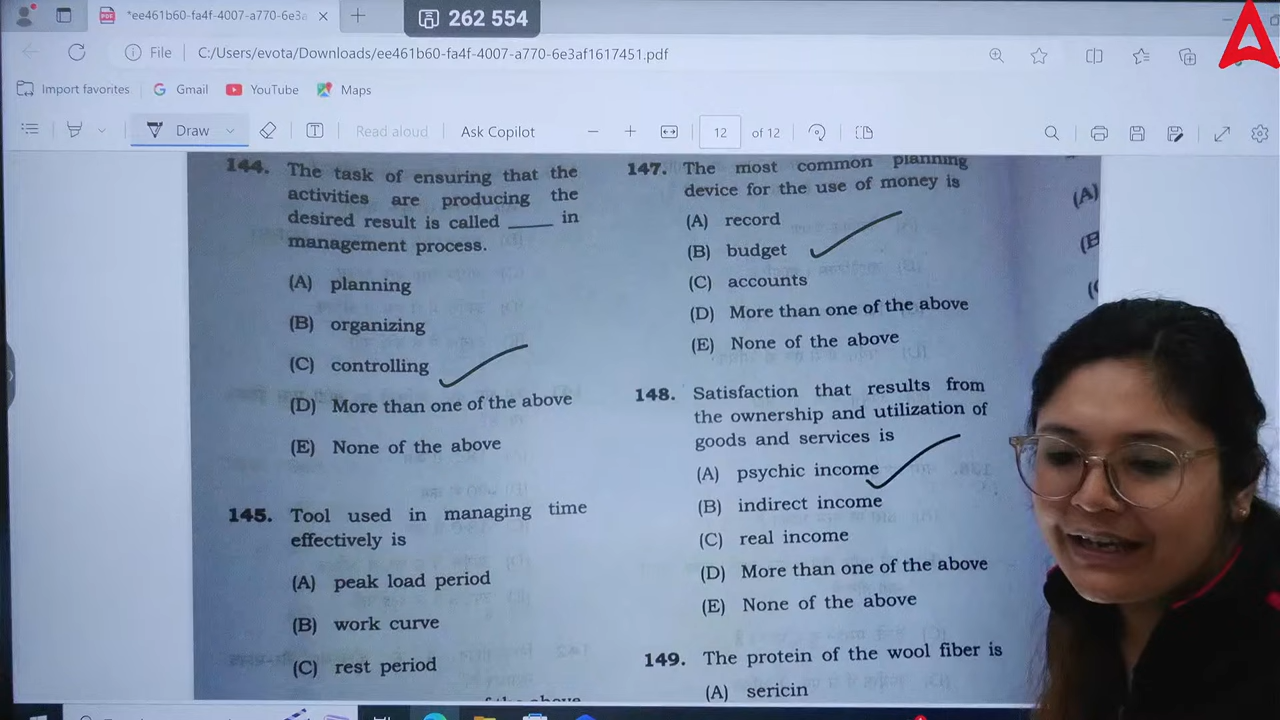 *ee461b60-fa4f-4007-a770-6e3a
262 554
File
C:/Users/evota/Downloads/ee461b60-fa4f-4007-a770-6e3af1617451.pdf
Import favorites
Gmail
YouTube
Maps
Draw
Read aloud
Ask Copilot
12
of 12
144. The task of ensuring that the
activities are producing the
desired result is called ____ in
management process.
(A) planning
(B) organizing
(C) controlling
(D) More than one of the above
(E) None of the above
145. Tool used in managing time
effectively is
(A) peak load period
(B) work curve
(C) rest period
of the above
147. The most common planning
device for the use of money is
(A) record
(B) budget
(C) accounts
(D) More than one of the above
(E) None of the above
148. Satisfaction that results from
the ownership and utilization of
goods and services is
(A) psychic income
(B) indirect income
(C) real income
(D) More than one of the above
(E) None of the above
149. The protein of the wool fiber is
(A) sericin
(A)
(B
(C